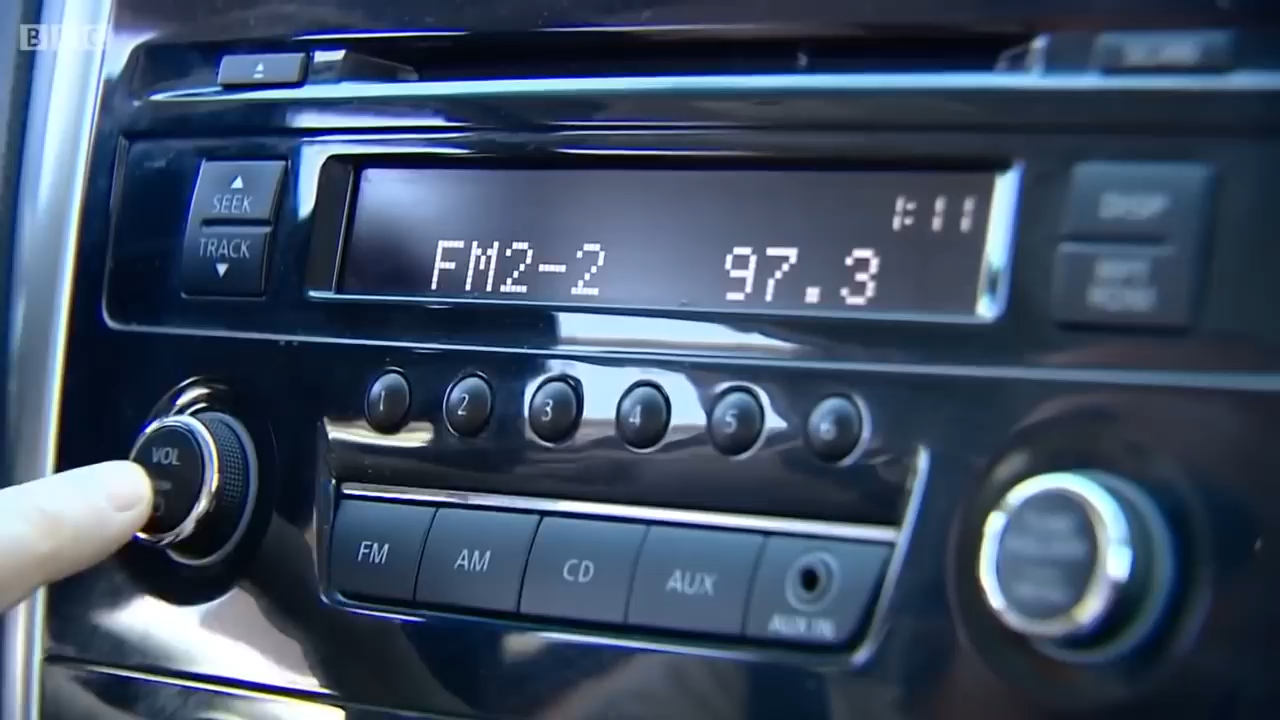 BBC
SEEK
TRACK
1:11
FM2-2 97.3
DISP
1 2 3 4 5 6
VOL
FM AM CD AUX
AUX IN